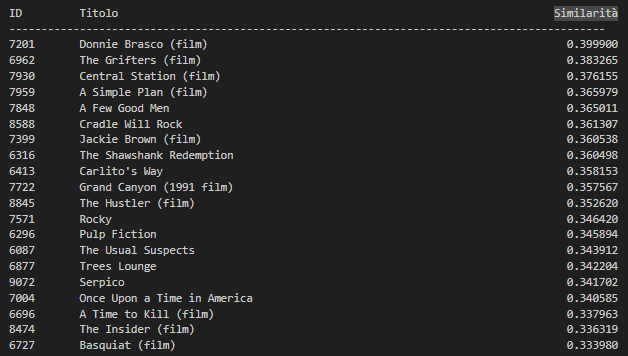 ID Titolo Similarità
--------------------------------------------------------------------------------------------
7201 Donnie Brasco (film) 0.399900
6962 The Grifters (film) 0.383265
7930 Central Station (film) 0.376155
7959 A Simple Plan (film) 0.365979
7848 A Few Good Men 0.365011
8588 Cradle Will Rock 0.361307
7399 Jackie Brown (film) 0.360538
6316 The Shawshank Redemption 0.360498
6413 Carlito's Way 0.358153
7722 Grand Canyon (1991 film) 0.357567
8845 The Hustler (film) 0.352620
7571 Rocky 0.346420
6296 Pulp Fiction 0.345894
6087 The Usual Suspects 0.343912
6877 Trees Lounge 0.342204
9072 Serpico 0.341702
7004 Once Upon a Time in America 0.340585
6696 A Time to Kill (film) 0.337963
8474 The Insider (film) 0.336319
6727 Basquiat (film) 0.333980